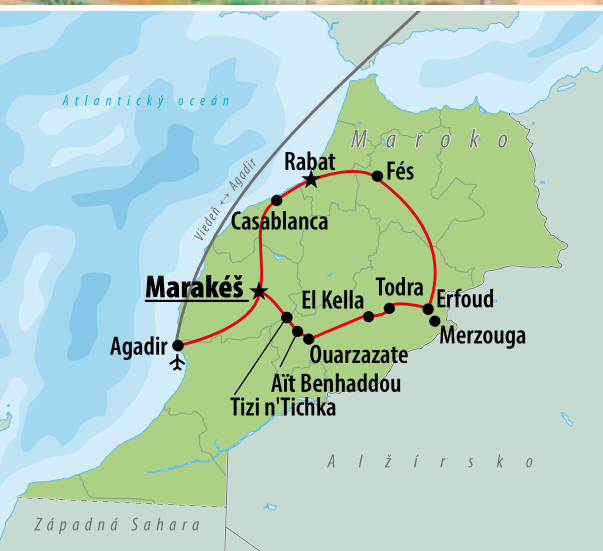 Atlantický oceán
Maroko
Rabat
Fés
Viedeň ↔ Agadir
Casablanca
Marakéš
El Kella
Todra
Erfoud
Merzouga
Agadir
Ouarzazate
Aït Benhaddou
Tizi n'Tichka
Alžírsko
Západná Sahara